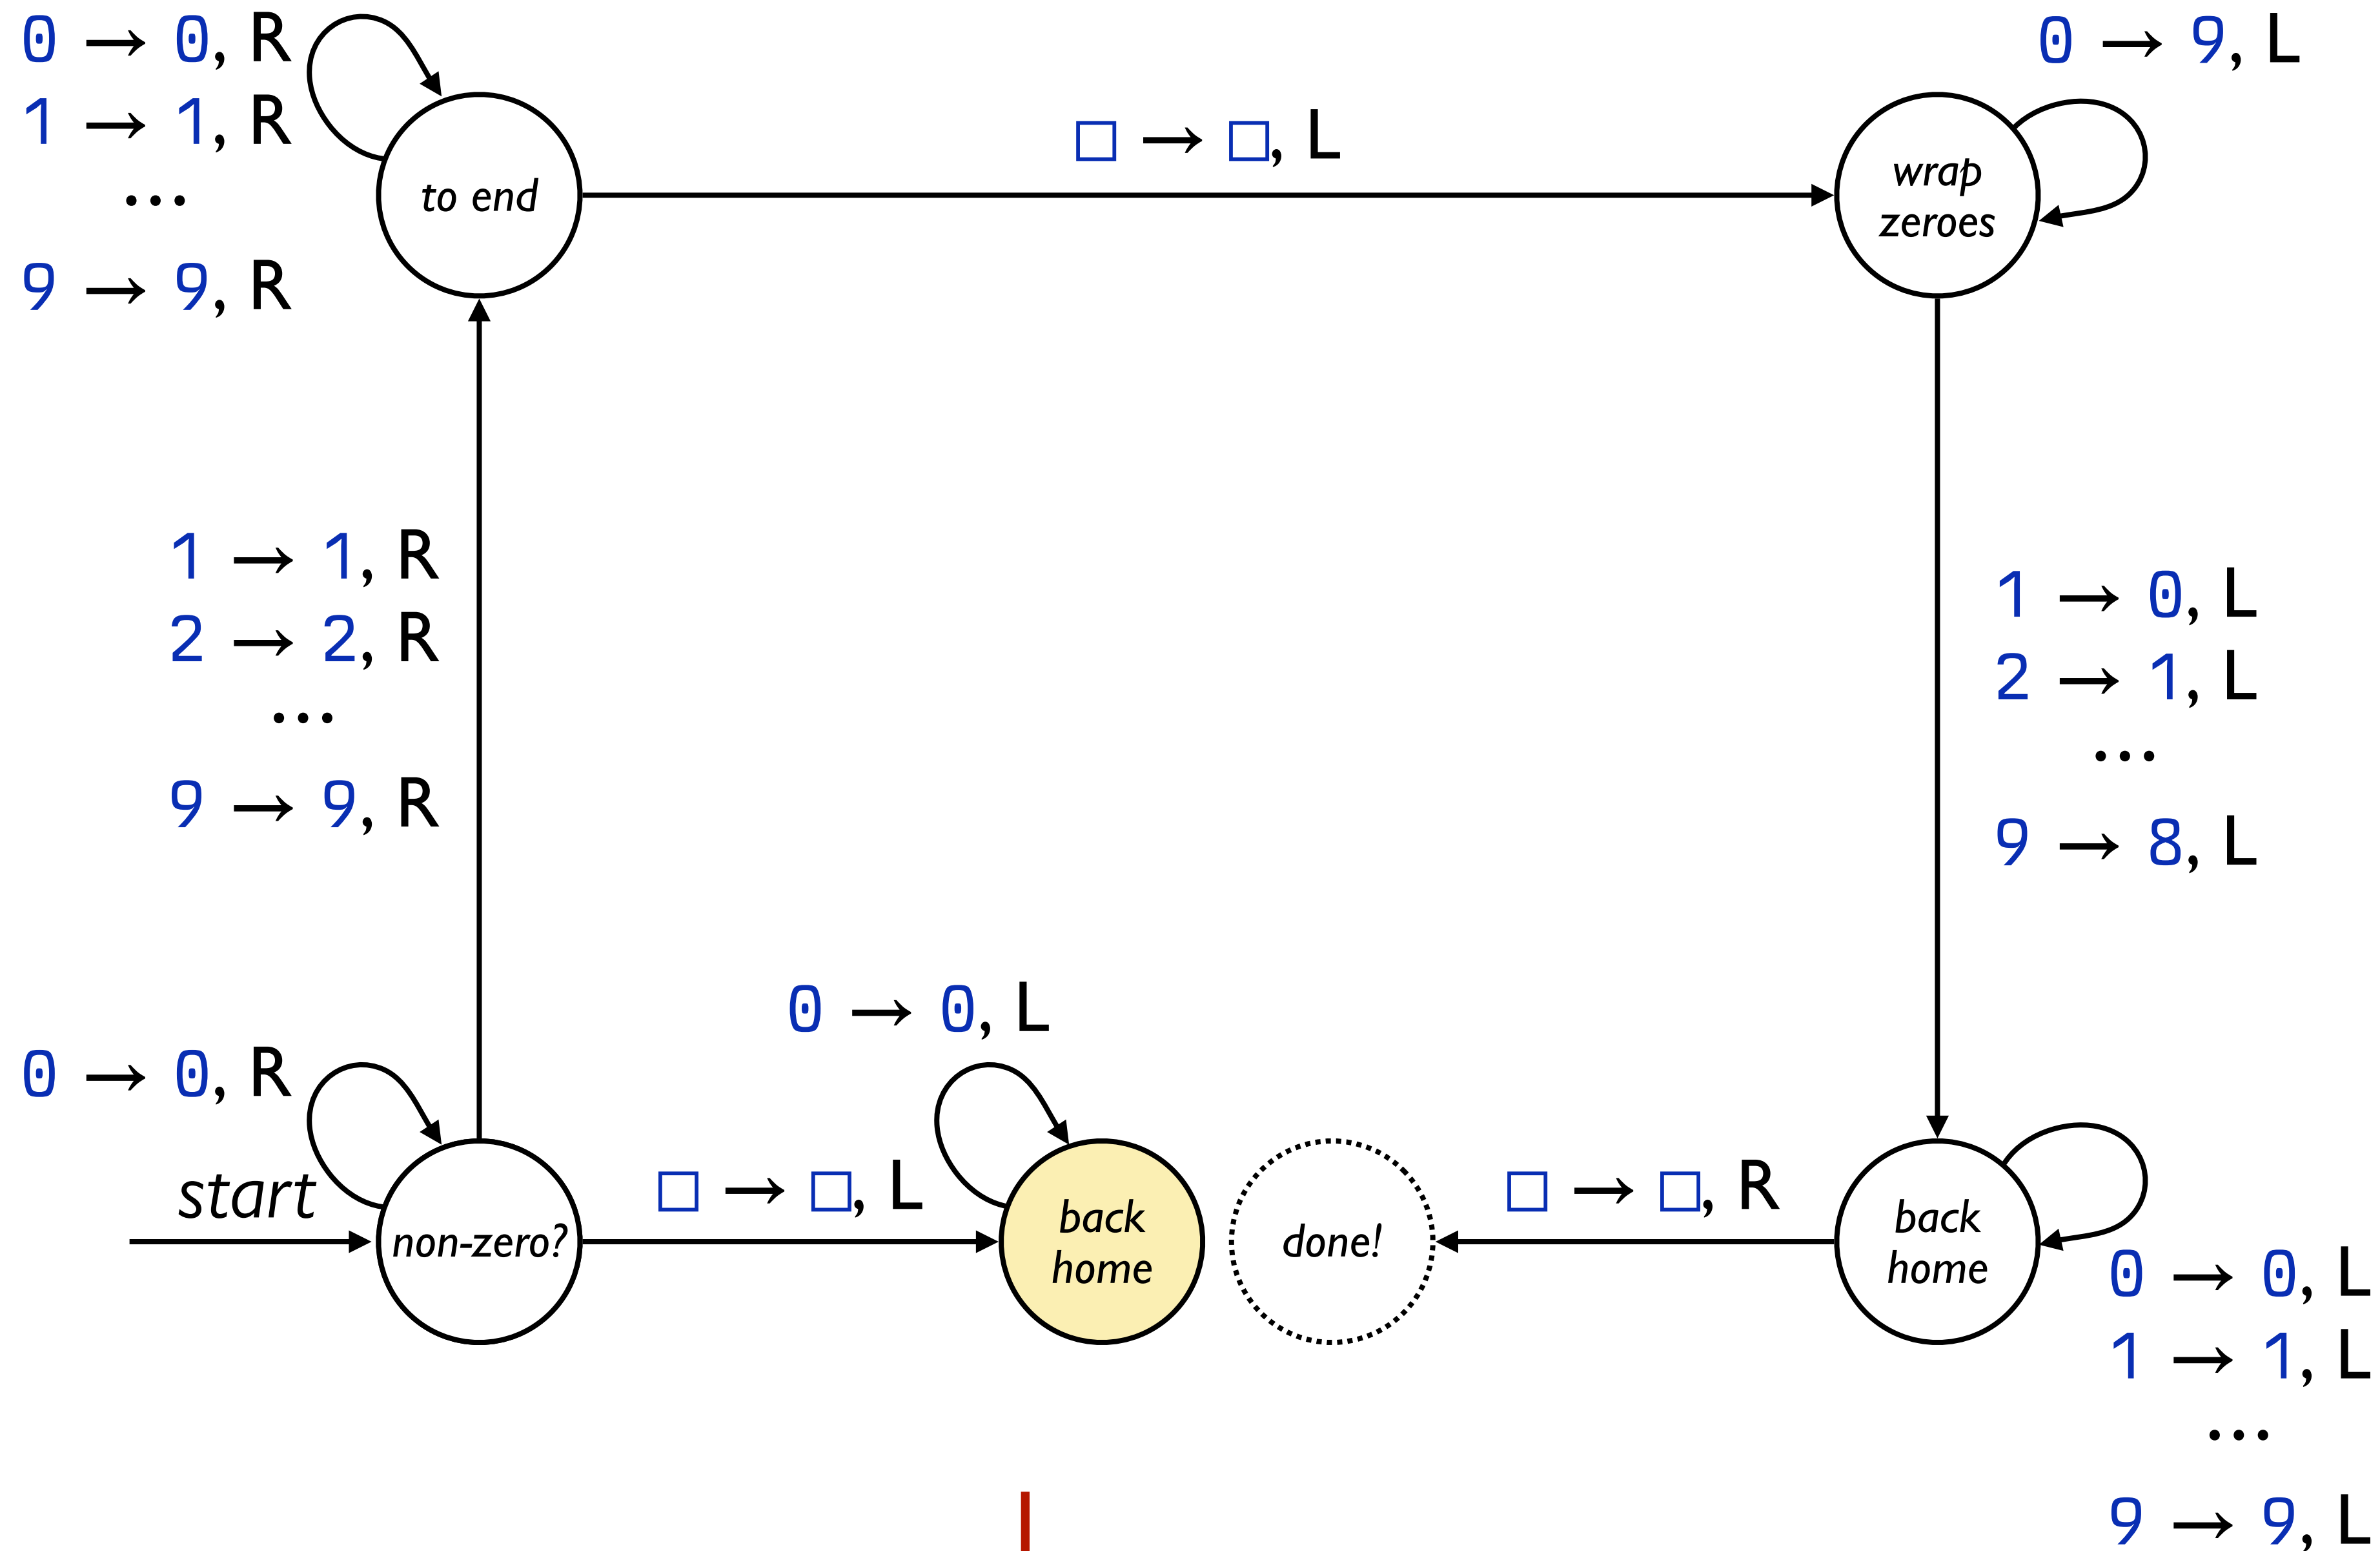 0 → 0, R
1 → 1, R
...
9 → 9, R
to end
□ → □, L
0 → 9, L
wrap
zeroes
1 → 1, R
2 → 2, R
...
9 → 9, R
1 → 0, L
2 → 1, L
...
9 → 8, L
0 → 0, R
start
non-zero?
□ → □, L
0 → 0, L
back
home
done!
□ → □, R
back
home
0 → 0, L
1 → 1, L
...
9 → 9, L